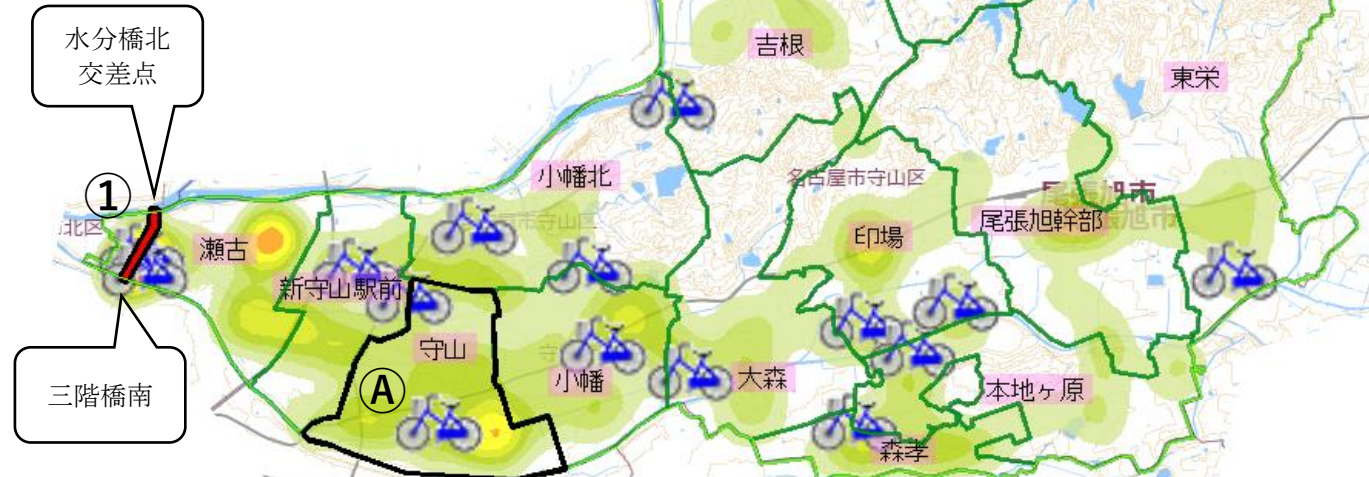 水分橋北
交差点
吉根
東栄
小幡北
名古屋市守山区
尾張旭市
①
北区
瀬古
尾張旭幹部
印場
新守山駅前
守山
Ⓐ
小幡
大森
本地ヶ原
三階橋南
森孝